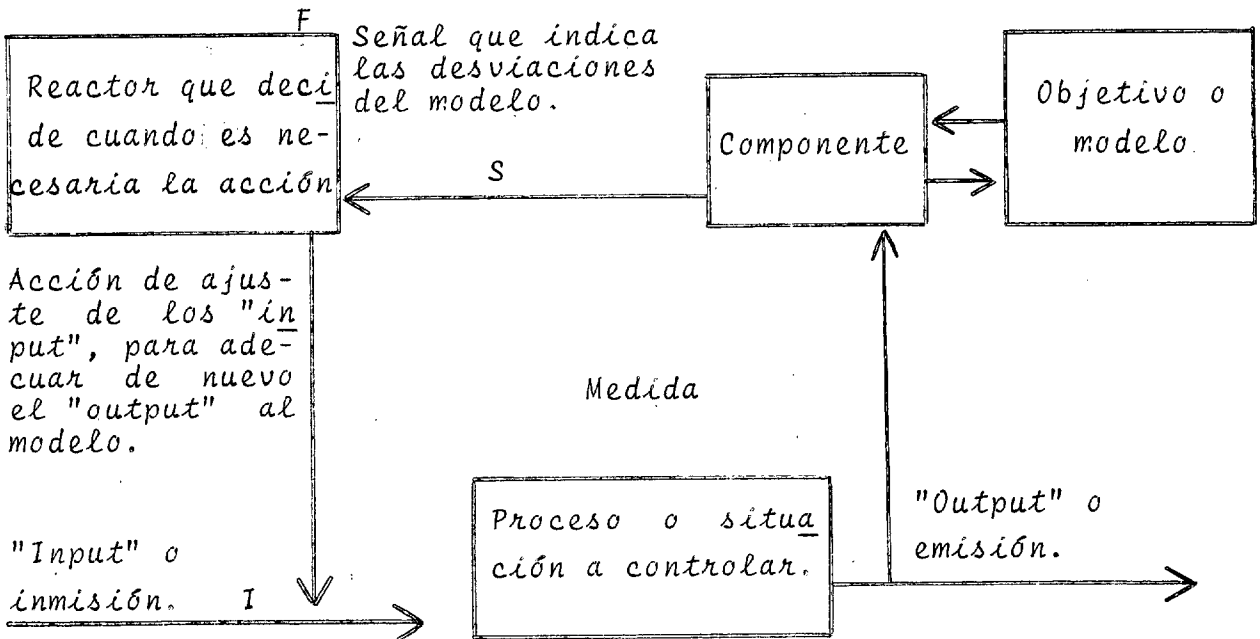 F
Reactor que deci
de cuando es ne-
cesaria la acción
Señal que indica
las desviaciones
del modelo.
S
Componente
Objetivo o
modelo.
Acción de ajus-
te de los "in
put", para ade-
cuar de nuevo
el "output" al
modelo.
Medida
"Input" o
inmisión. I
Proceso o situa
ción a controlar.
"Output" o
emisión.